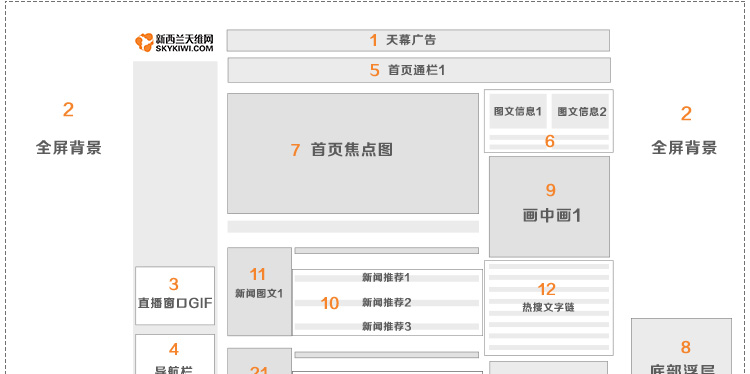 新西兰天维网
SKYKIWI.COM
1 天幕广告
5 首页通栏1
2
全屏背景
7 首页焦点图
图文信息1
图文信息2
6
2
全屏背景
9
画中画1
3
直播窗口GIF
11
新闻图文1
10
新闻推荐1
新闻推荐2
新闻推荐3
12
热搜文字链
4
导航栏
21
8
底部浮层